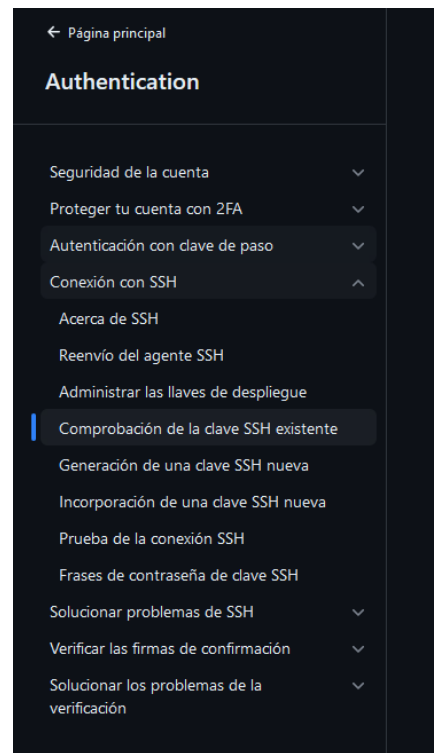 ← Página principal
Authentication
Seguridad de la cuenta
Proteger tu cuenta con 2FA
Autenticación con clave de paso
Conexión con SSH
Acerca de SSH
Reenvío del agente SSH
Administrar las llaves de despliegue
Comprobación de la clave SSH existente
Generación de una clave SSH nueva
Incorporación de una clave SSH nueva
Prueba de la conexión SSH
Frases de contraseña de clave SSH
Solucionar problemas de SSH
Verificar las firmas de confirmación
Solucionar los problemas de la
verificación